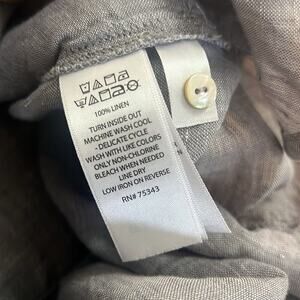 100% LINEN
TURN INSIDE OUT
MACHINE WASH COOL
- DELICATE CYCLE
WASH WITH LIKE COLORS
ONLY NON-CHLORINE
BLEACH WHEN NEEDED
LINE DRY
LOW IRON ON REVERSE
RN# 75343